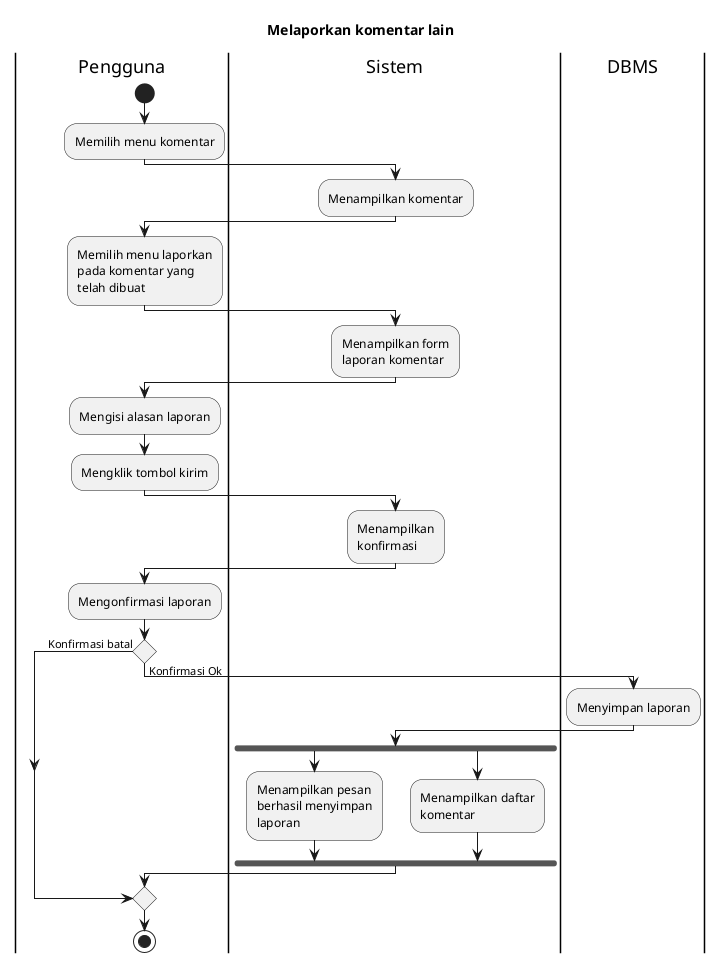 Melaporkan komentar lain
Pengguna
Sistem
DBMS
Memilih menu komentar
Menampilkan komentar
Memilih menu laporkan
pada komentar yang
telah dibuat
Menampilkan form
laporan komentar
Mengisi alasan laporan
Mengklik tombol kirim
Menampilkan
konfirmasi
Mengonfirmasi laporan
Konfirmasi batal
Konfirmasi Ok
Menyimpan laporan
Menampilkan pesan
berhasil menyimpan
laporan
Menampilkan daftar
komentar